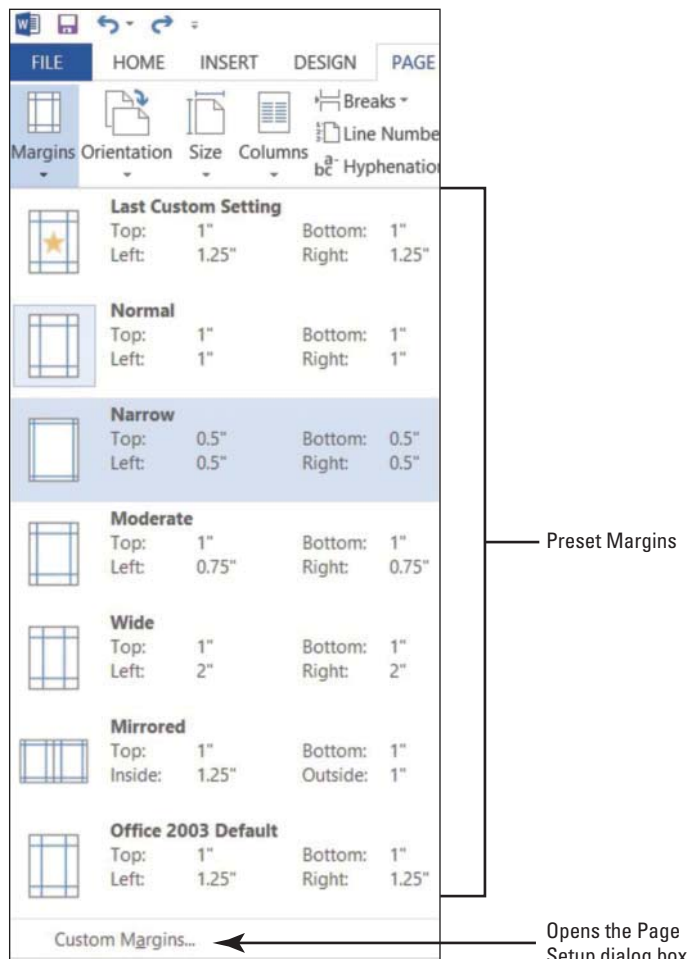 FILE HOME INSERT DESIGN PAGE
Margins Orientation Size Columns
Breaks
Line Numbe
Hyphenation
Last Custom Setting
Top: 1" Bottom: 1"
Left: 1.25" Right: 1.25"
Normal
Top: 1" Bottom: 1"
Left: 1" Right: 1"
Narrow
Top: 0.5" Bottom: 0.5"
Left: 0.5" Right: 0.5"
Moderate
Top: 1" Bottom: 1"
Left: 0.75" Right: 0.75"
Preset Margins
Wide
Top: 1" Bottom: 1"
Left: 2" Right: 2"
Mirrored
Top: 1" Bottom: 1"
Inside: 1.25" Outside: 1"
Office 2003 Default
Top: 1" Bottom: 1"
Left: 1.25" Right: 1.25"
Custom Margins...
Opens the Page
Setup dialog box